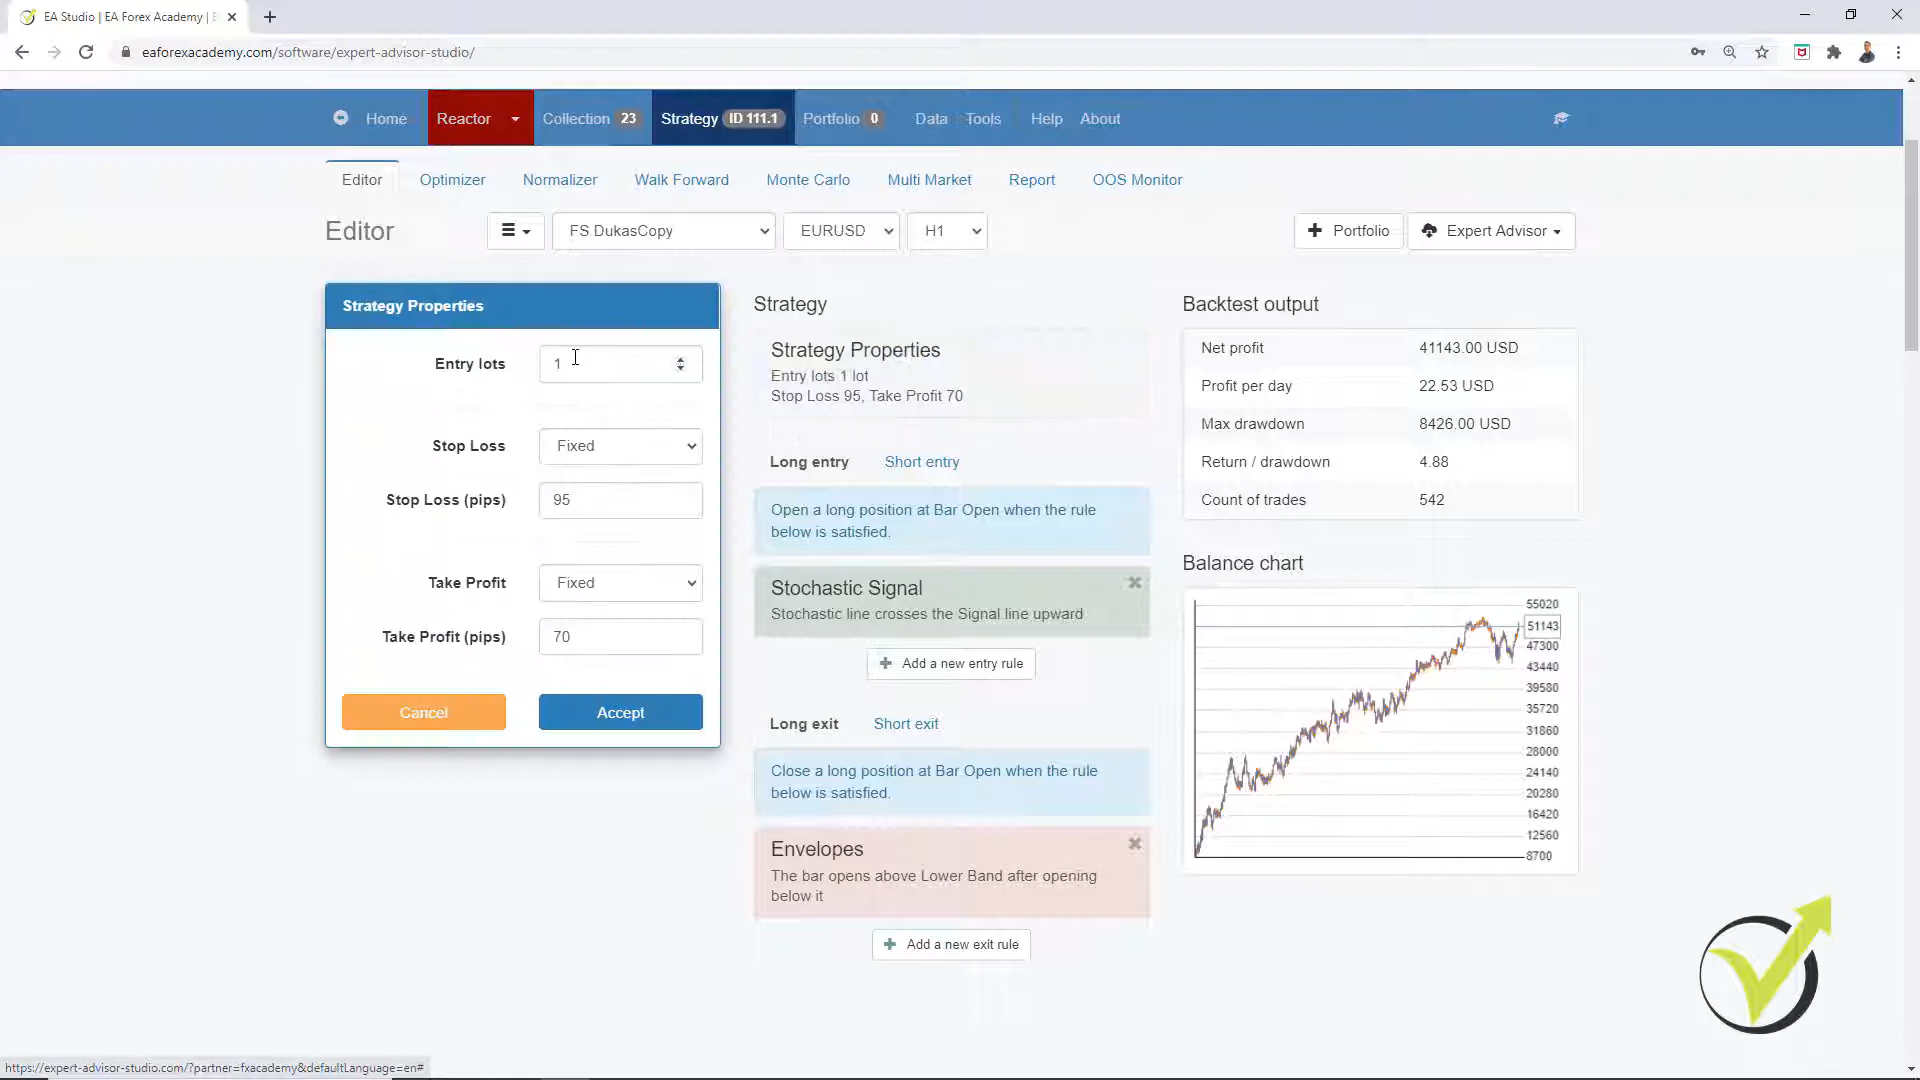 EA Studio | EA Forex Academy |
eaforexacademy.com/software/expert-advisor-studio/
Home
Reactor
Collection 23
Strategy ID 111.1
Portfolio 0
Data
Tools
Help
About
Editor
Optimizer
Normalizer
Walk Forward
Monte Carlo
Multi Market
Report
OOS Monitor
Editor
FS DukasCopy
EURUSD
H1
Portfolio
Expert Advisor
Strategy Properties
Entry lots
1
Stop Loss
Fixed
Stop Loss (pips)
95
Take Profit
Fixed
Take Profit (pips)
70
Cancel
Accept
Strategy
Strategy Properties
Entry lots 1 lot
Stop Loss 95, Take Profit 70
Long entry
Short entry
Open a long position at Bar Open when the rule
below is satisfied.
Stochastic Signal
Stochastic line crosses the Signal line upward
Add a new entry rule
Long exit
Short exit
Close a long position at Bar Open when the rule
below is satisfied.
Envelopes
The bar opens above Lower Band after opening
below it
Add a new exit rule
Backtest output
Net profit 41143.00 USD
Profit per day 22.53 USD
Max drawdown 8426.00 USD
Return / drawdown 4.88
Count of trades 542
Balance chart
55020
51143
47300
43440
39580
35720
31860
28000
24140
20280
16420
12560
8700
https://expert-advisor-studio.com/?partner=fxacademy&defaultLanguage=en#